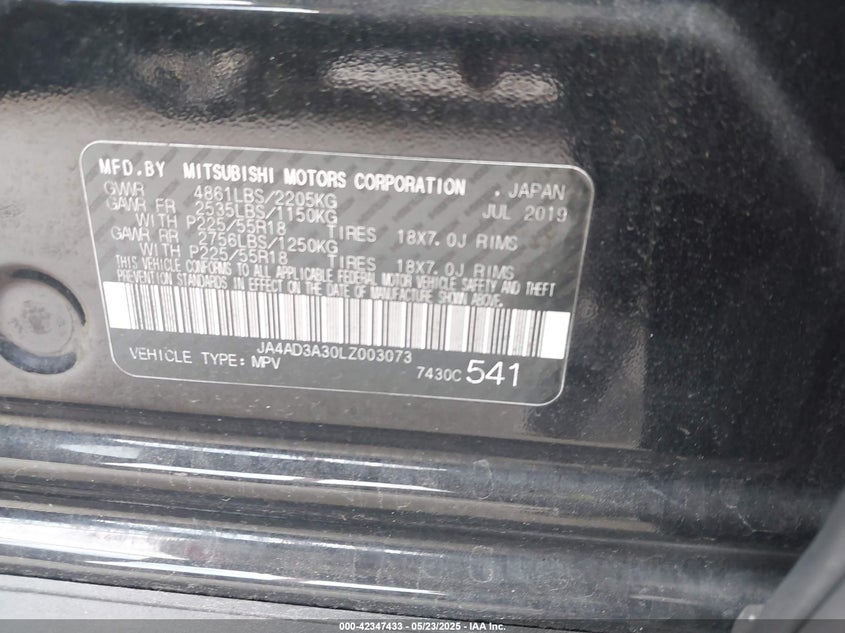 MFD.BY MITSUBISHI MOTORS CORPORATION . JAPAN
GVWR 4861LBS/2205KG JUL 2019
GAWR FR 2535LBS/1150KG
WITH P225/55R18 TIRES 18X7.0J RIMS
GAWR RR 2756LBS/1250KG
WITH P225/55R18 TIRES 18X7.0J RIMS
THIS VEHICLE CONFORMS TO ALL APPLICABLE FEDERAL MOTOR VEHICLE SAFETY AND THEFT
PREVENTION STANDARDS IN EFFECT ON THE DATE OF MANUFACTURE SHOWN ABOVE.
JA4AD3A30LZ003073
VEHICLE TYPE: MPV 7430C 541
000-42347433 - 05/23/2025 - IAA Inc.